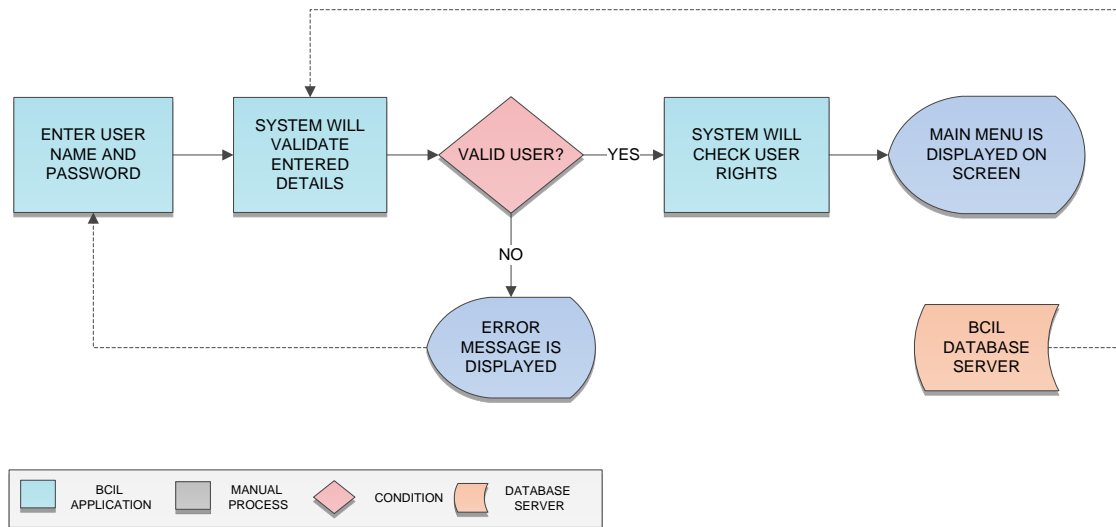 ENTER USER
NAME AND
PASSWORD
SYSTEM WILL
VALIDATE
ENTERED
DETAILS
VALID USER?
YES
SYSTEM WILL
CHECK USER
RIGHTS
MAIN MENU IS
DISPLAYED ON
SCREEN
NO
ERROR
MESSAGE IS
DISPLAYED
BCIL
DATABASE
SERVER
BCIL
APPLICATION
MANUAL
PROCESS
CONDITION
DATABASE
SERVER